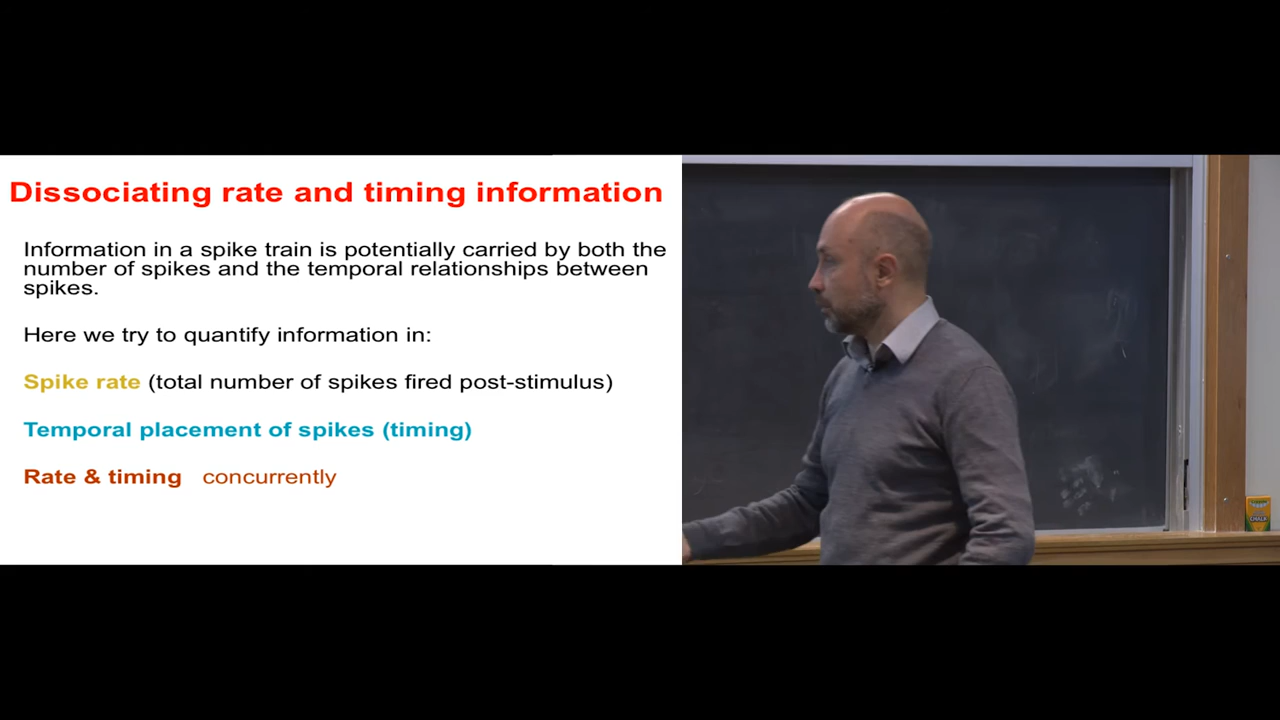 Dissociating rate and timing information
Information in a spike train is potentially carried by both the
number of spikes and the temporal relationships between
spikes.
Here we try to quantify information in:
Spike rate (total number of spikes fired post-stimulus)
Temporal placement of spikes (timing)
Rate & timing concurrently
CHALK